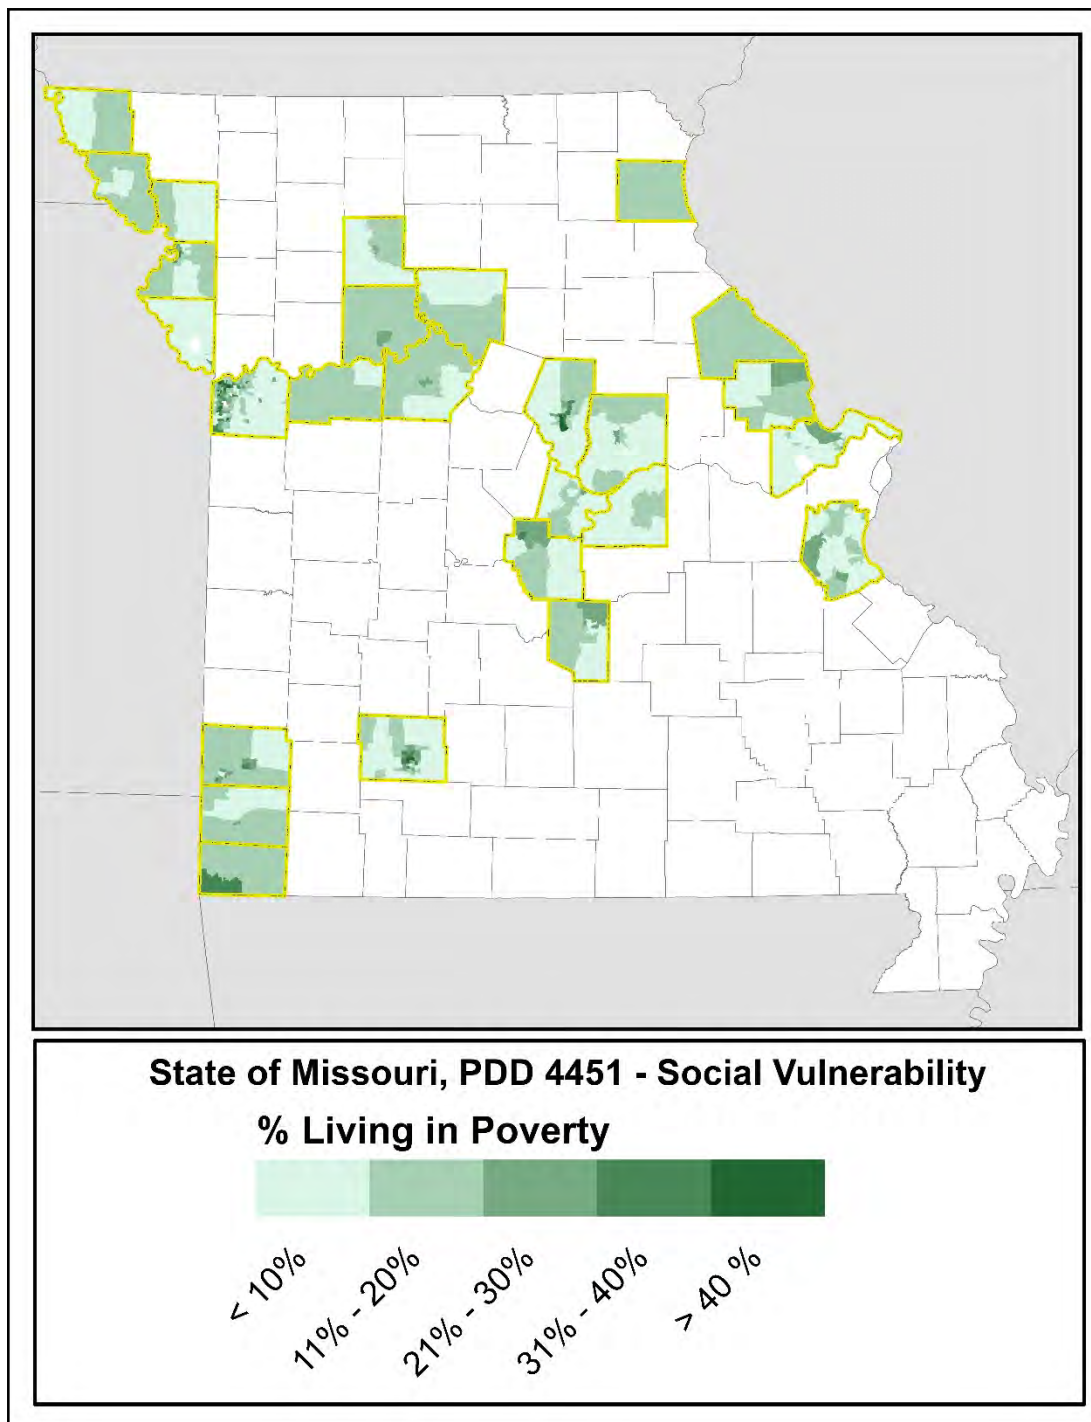 State of Missouri, PDD 4451 - Social Vulnerability
% Living in Poverty
< 10%
11% - 20%
21% - 30%
31% - 40%
> 40 %